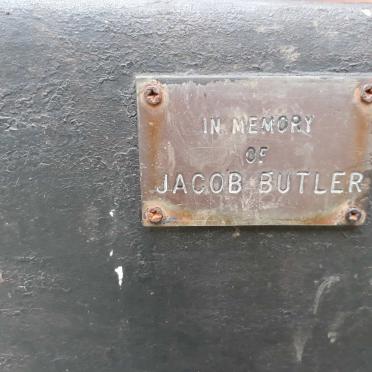 IN MEMORY
OF
JACOB BUTLER